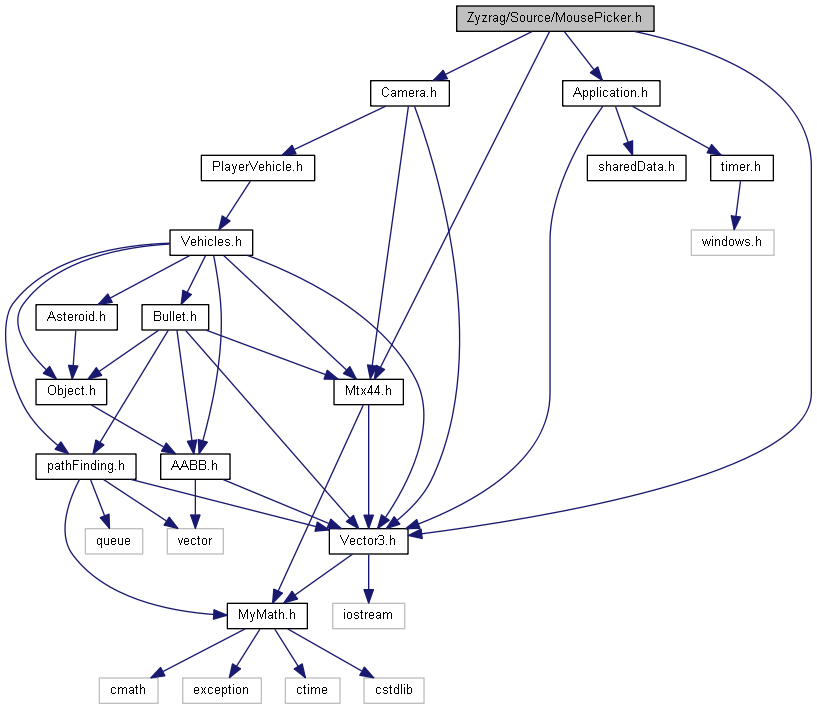 Zyzrag/Source/MousePicker.h
Camera.h
Application.h
PlayerVehicle.h
sharedData.h
timer.h
Vehicles.h
windows.h
Asteroid.h
Bullet.h
Object.h
Mtx44.h
pathFinding.h
AABB.h
queue
vector
Vector3.h
MyMath.h
iostream
cmath
exception
ctime
cstdlib